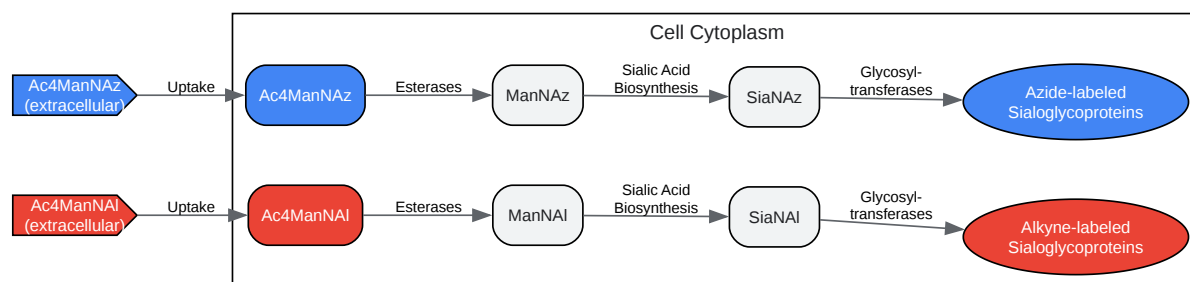 Cell Cytoplasm
Ac4ManNAz
(extracellular)
Uptake
Ac4ManNAz
Esterases
ManNAz
Sialic Acid
Biosynthesis
SiaNAz
Glycosyl-
transferases
Azide-labeled
Sialoglycoproteins
Ac4ManNAl
(extracellular)
Uptake
Ac4ManNAl
Esterases
ManNAl
Sialic Acid
Biosynthesis
SiaNAl
Glycosyl-
transferases
Alkyne-labeled
Sialoglycoproteins